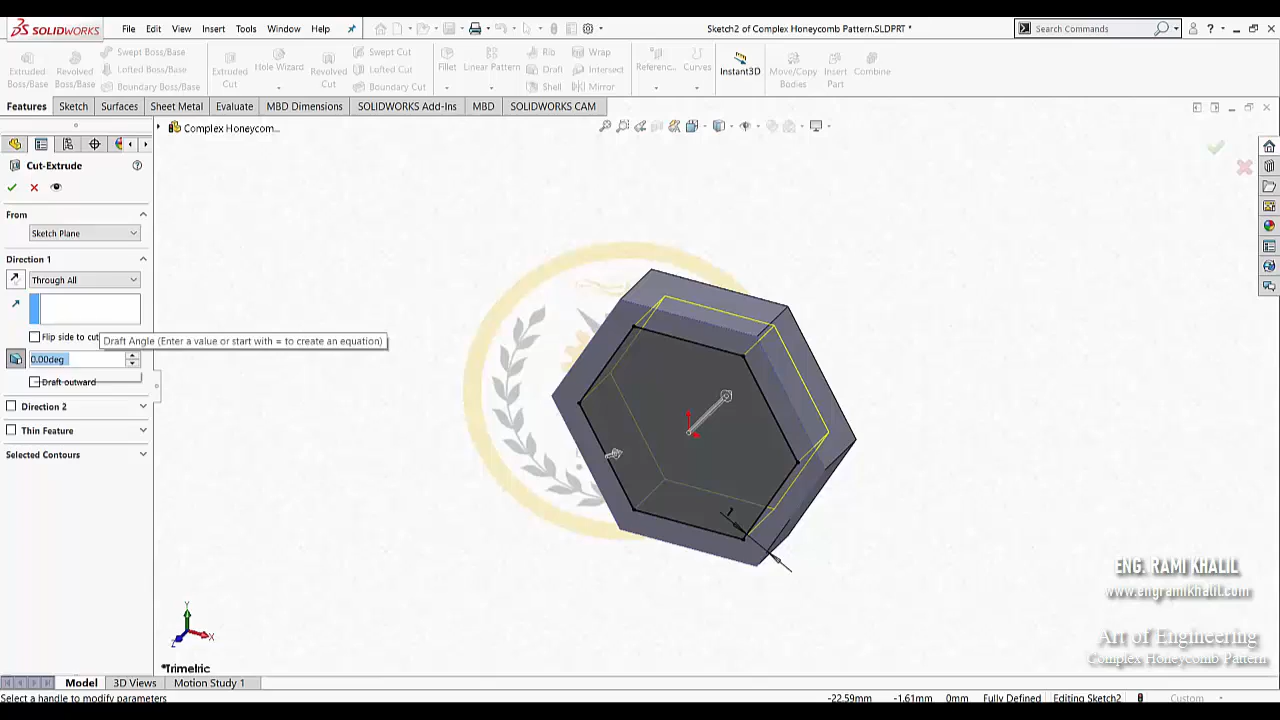 SOLIDWORKS
File Edit View Insert Tools Window Help
Sketch2 of Complex Honeycomb Pattern.SLDPRT *
Search Commands
Extruded Boss/Base
Revolved Boss/Base
Swept Boss/Base
Lofted Boss/Base
Boundary Boss/Base
Extruded Cut
Hole Wizard
Revolved Cut
Swept Cut
Lofted Cut
Boundary Cut
Fillet
Linear Pattern
Rib
Draft
Shell
Wrap
Intersect
Mirror
Referenc...
Curves
Instant3D
Move/Copy Bodies
Insert Part
Combine
Features Sketch Surfaces Sheet Metal Evaluate MBD Dimensions SOLIDWORKS Add-Ins MBD SOLIDWORKS CAM
Complex Honeycom...
Cut-Extrude
From
Sketch Plane
Direction 1
Through All
Flip side to cut
Draft Angle (Enter a value or start with = to create an equation)
0.00deg
Draft outward
Direction 2
Thin Feature
Selected Contours
ENG. RAMI KHALIL
www.engramikhalil.com
Art of Engineering
Complex Honeycomb Pattern
Y
X
Z
*Trimetric
Model 3D Views Motion Study 1
Select a handle to modify parameters
-22.59mm -1.61mm 0mm Fully Defined Editing Sketch2 Custom